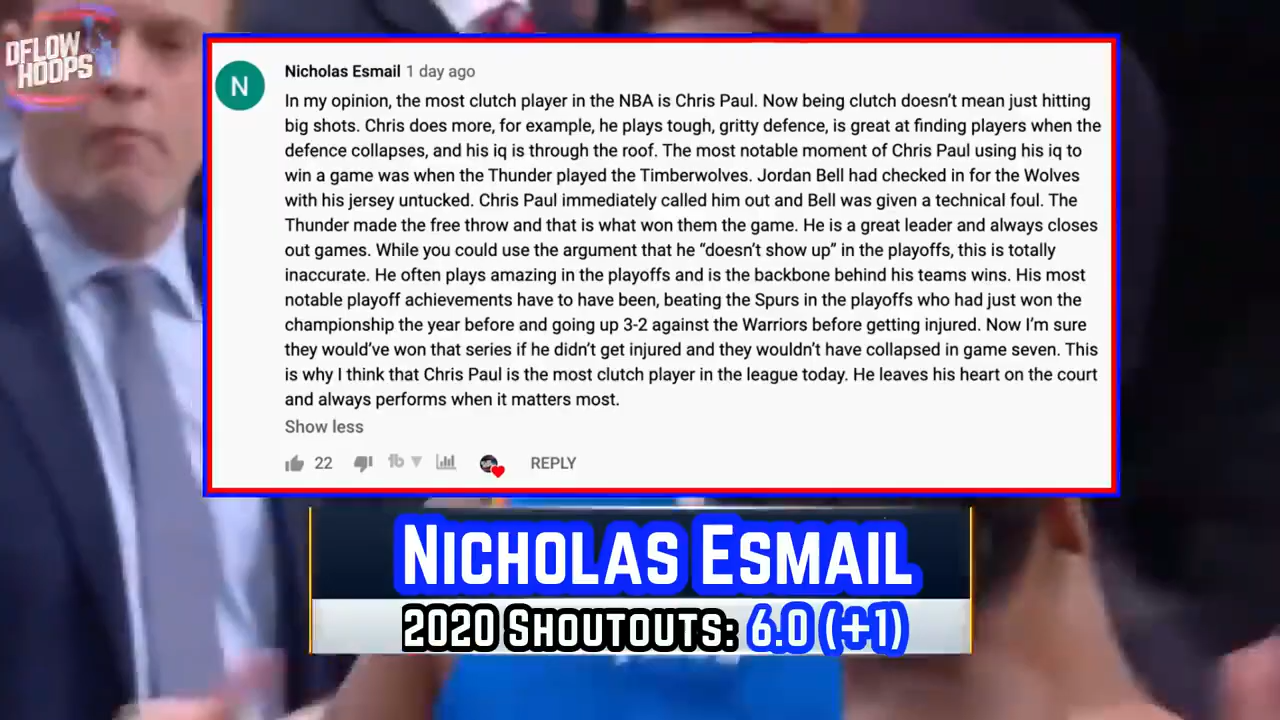 DFLOW
HOOPS
N
Nicholas Esmail 1 day ago
In my opinion, the most clutch player in the NBA is Chris Paul. Now being clutch doesn't mean just hitting
big shots. Chris does more, for example, he plays tough, gritty defence, is great at finding players when the
defence collapses, and his iq is through the roof. The most notable moment of Chris Paul using his iq to
win a game was when the Thunder played the Timberwolves. Jordan Bell had checked in for the Wolves
with his jersey untucked. Chris Paul immediately called him out and Bell was given a technical foul. The
Thunder made the free throw and that is what won them the game. He is a great leader and always closes
out games. While you could use the argument that he “doesn't show up” in the playoffs, this is totally
inaccurate. He often plays amazing in the playoffs and is the backbone behind his teams wins. His most
notable playoff achievements have to have been, beating the Spurs in the playoffs who had just won the
championship the year before and going up 3-2 against the Warriors before getting injured. Now I'm sure
they would've won that series if he didn't get injured and they wouldn't have collapsed in game seven. This
is why I think that Chris Paul is the most clutch player in the league today. He leaves his heart on the court
and always performs when it matters most.
Show less
22 REPLY
NICHOLAS ESMAIL
2020 SHOUTOUTS: 6.0 (+1)